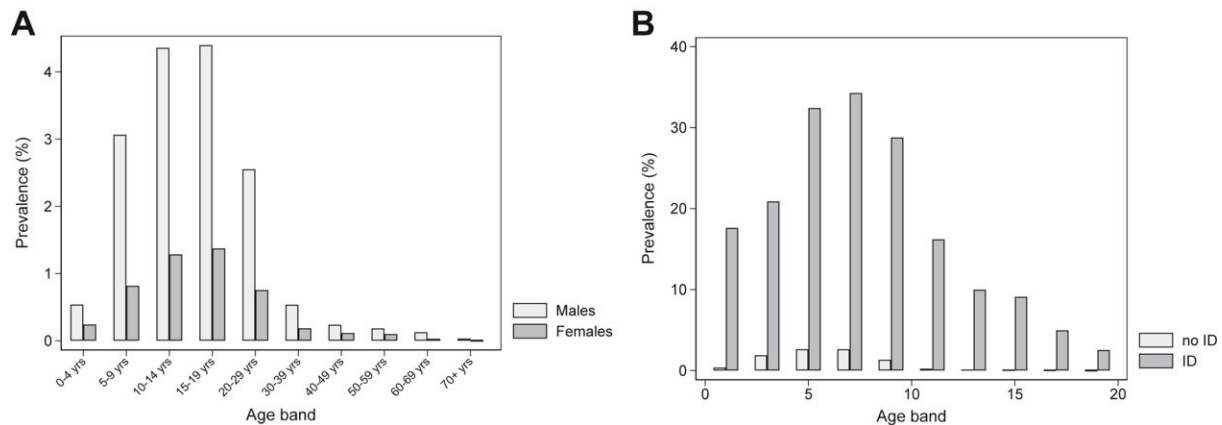 A
Prevalence (%)
4
3
2
1
0
0-4 yrs
5-9 yrs
10-14 yrs
15-19 yrs
20-29 yrs
30-39 yrs
40-49 yrs
50-59 yrs
60-69 yrs
70+ yrs
Age band
Males
Females
B
Prevalence (%)
40
30
20
10
0
0
5
10
15
20
Age band
no ID
ID